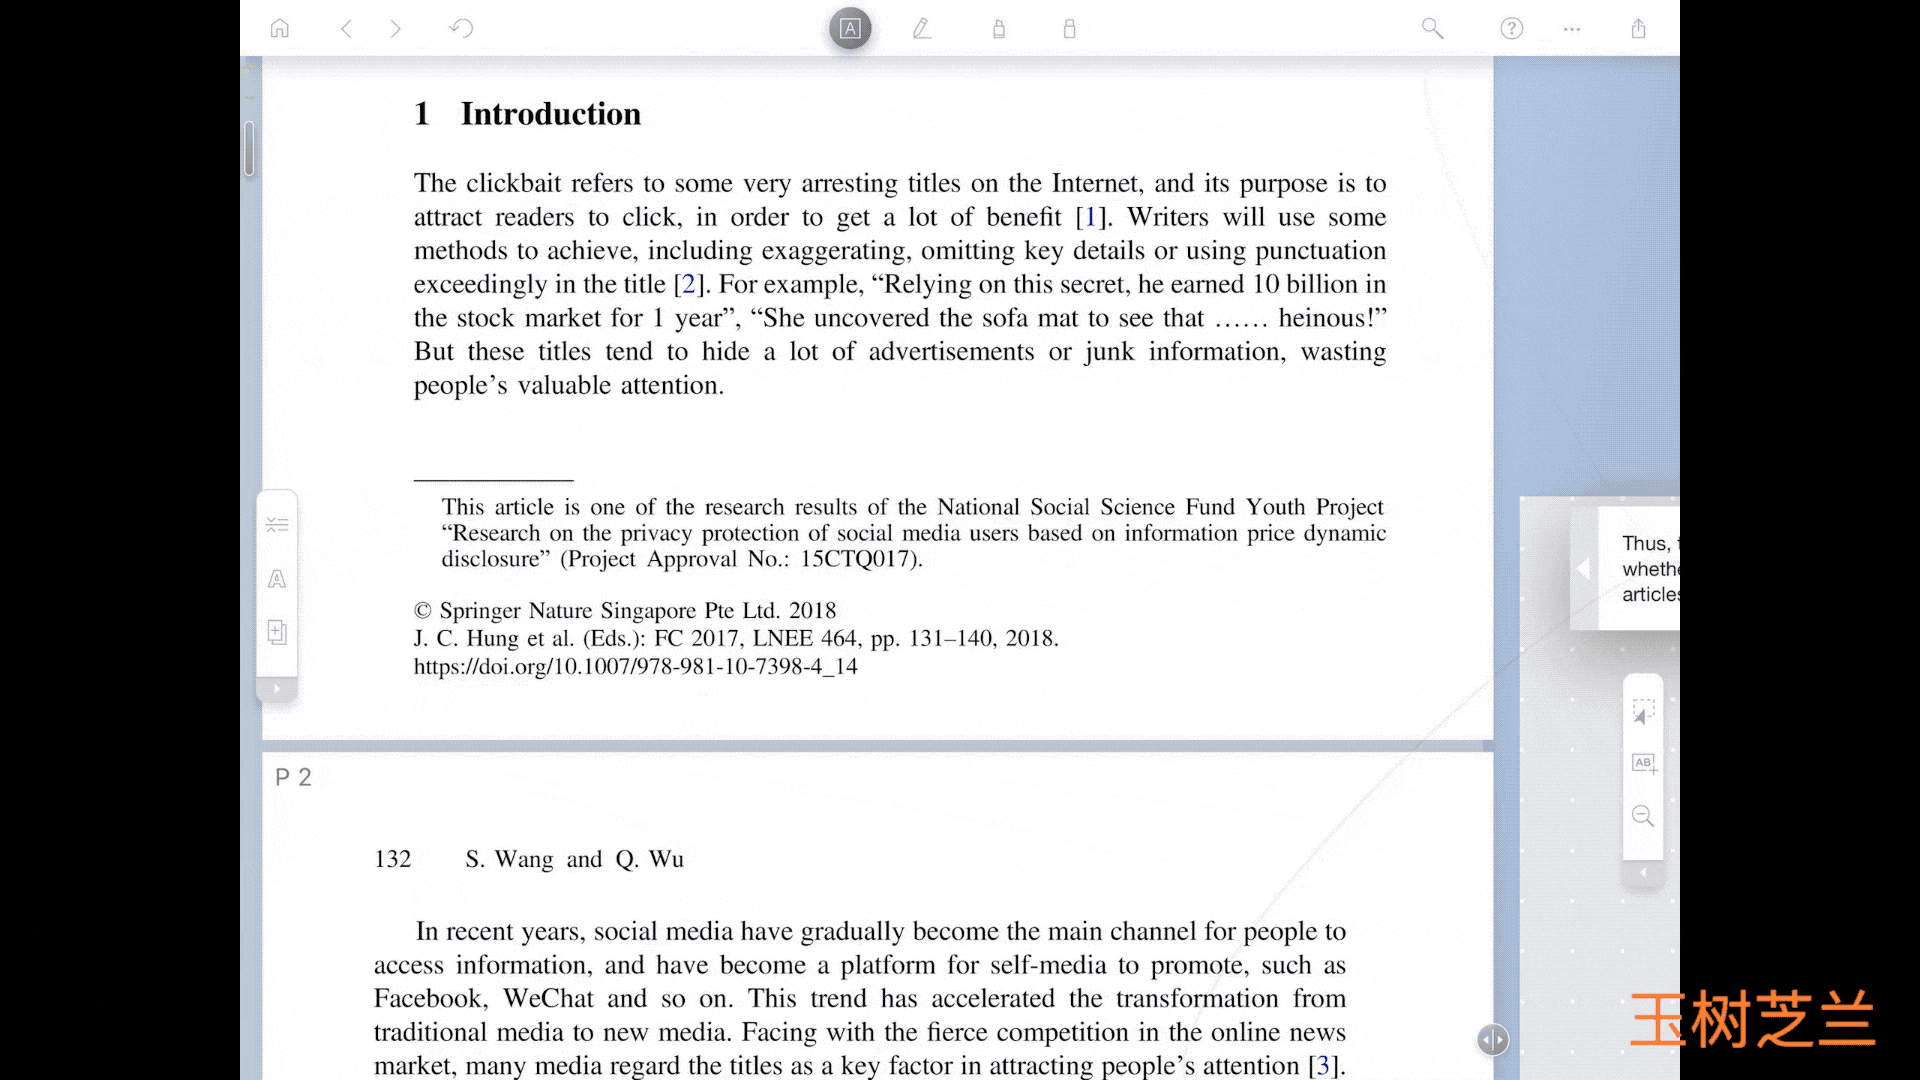 1 Introduction
The clickbait refers to some very arresting titles on the Internet, and its purpose is to
attract readers to click, in order to get a lot of benefit [1]. Writers will use some
methods to achieve, including exaggerating, omitting key details or using punctuation
exceedingly in the title [2]. For example, “Relying on this secret, he earned 10 billion in
the stock market for 1 year”, “She uncovered the sofa mat to see that …… heinous!”
But these titles tend to hide a lot of advertisements or junk information, wasting
people’s valuable attention.
This article is one of the research results of the National Social Science Fund Youth Project
“Research on the privacy protection of social media users based on information price dynamic
disclosure” (Project Approval No.: 15CTQ017).
© Springer Nature Singapore Pte Ltd. 2018
J. C. Hung et al. (Eds.): FC 2017, LNEE 464, pp. 131–140, 2018.
https://doi.org/10.1007/978-981-10-7398-4_14
P 2
132 S. Wang and Q. Wu
In recent years, social media have gradually become the main channel for people to
access information, and have become a platform for self-media to promote, such as
Facebook, WeChat and so on. This trend has accelerated the transformation from
traditional media to new media. Facing with the fierce competition in the online news
market, many media regard the titles as a key factor in attracting people’s attention [3].
Thus,
wheth
articles
A
A
AB
玉树芝兰